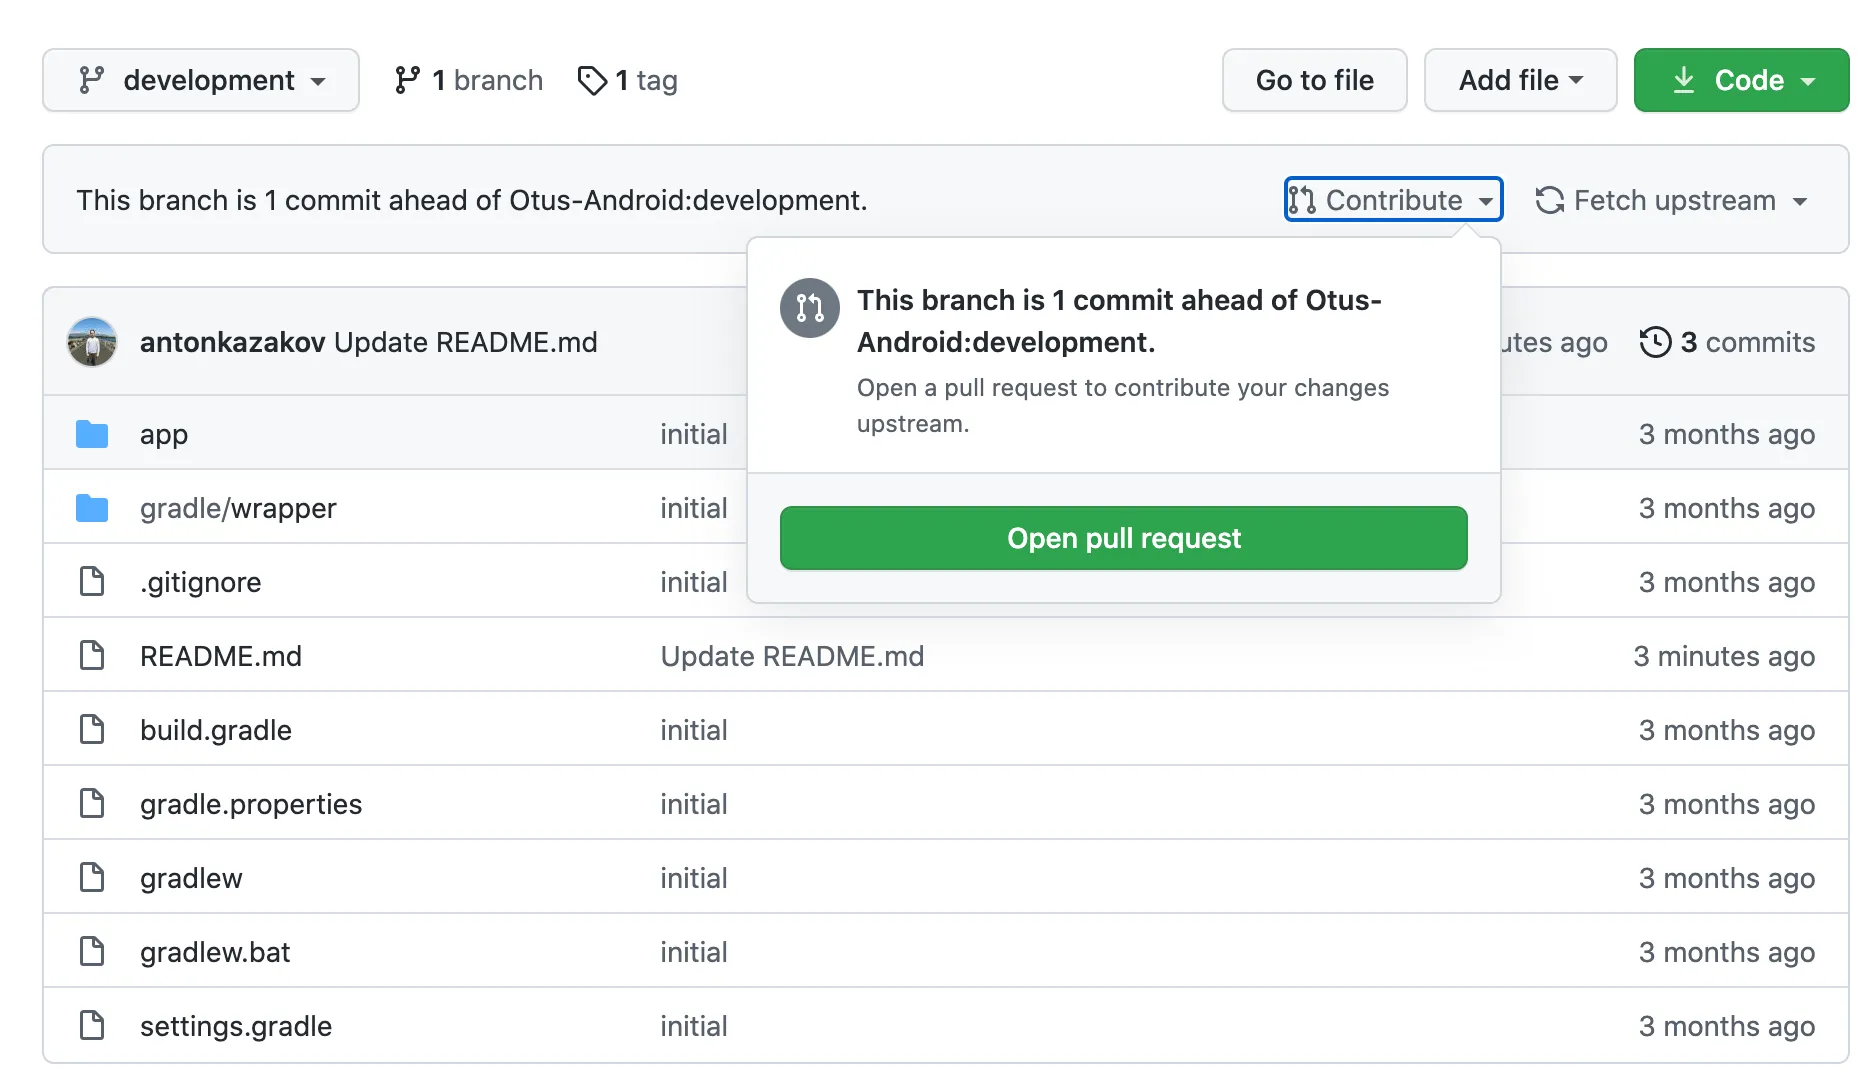 development 1 branch 1 tag Go to file Add file Code
This branch is 1 commit ahead of Otus-Android:development. Contribute Fetch upstream
This branch is 1 commit ahead of Otus-
Android:development.
Open a pull request to contribute your changes
upstream.
Open pull request
antonkazakov Update README.md ago 3 commits
app initial 3 months ago
gradle/wrapper initial 3 months ago
.gitignore initial 3 months ago
README.md Update README.md 3 minutes ago
build.gradle initial 3 months ago
gradle.properties initial 3 months ago
gradlew initial 3 months ago
gradlew.bat initial 3 months ago
settings.gradle initial 3 months ago